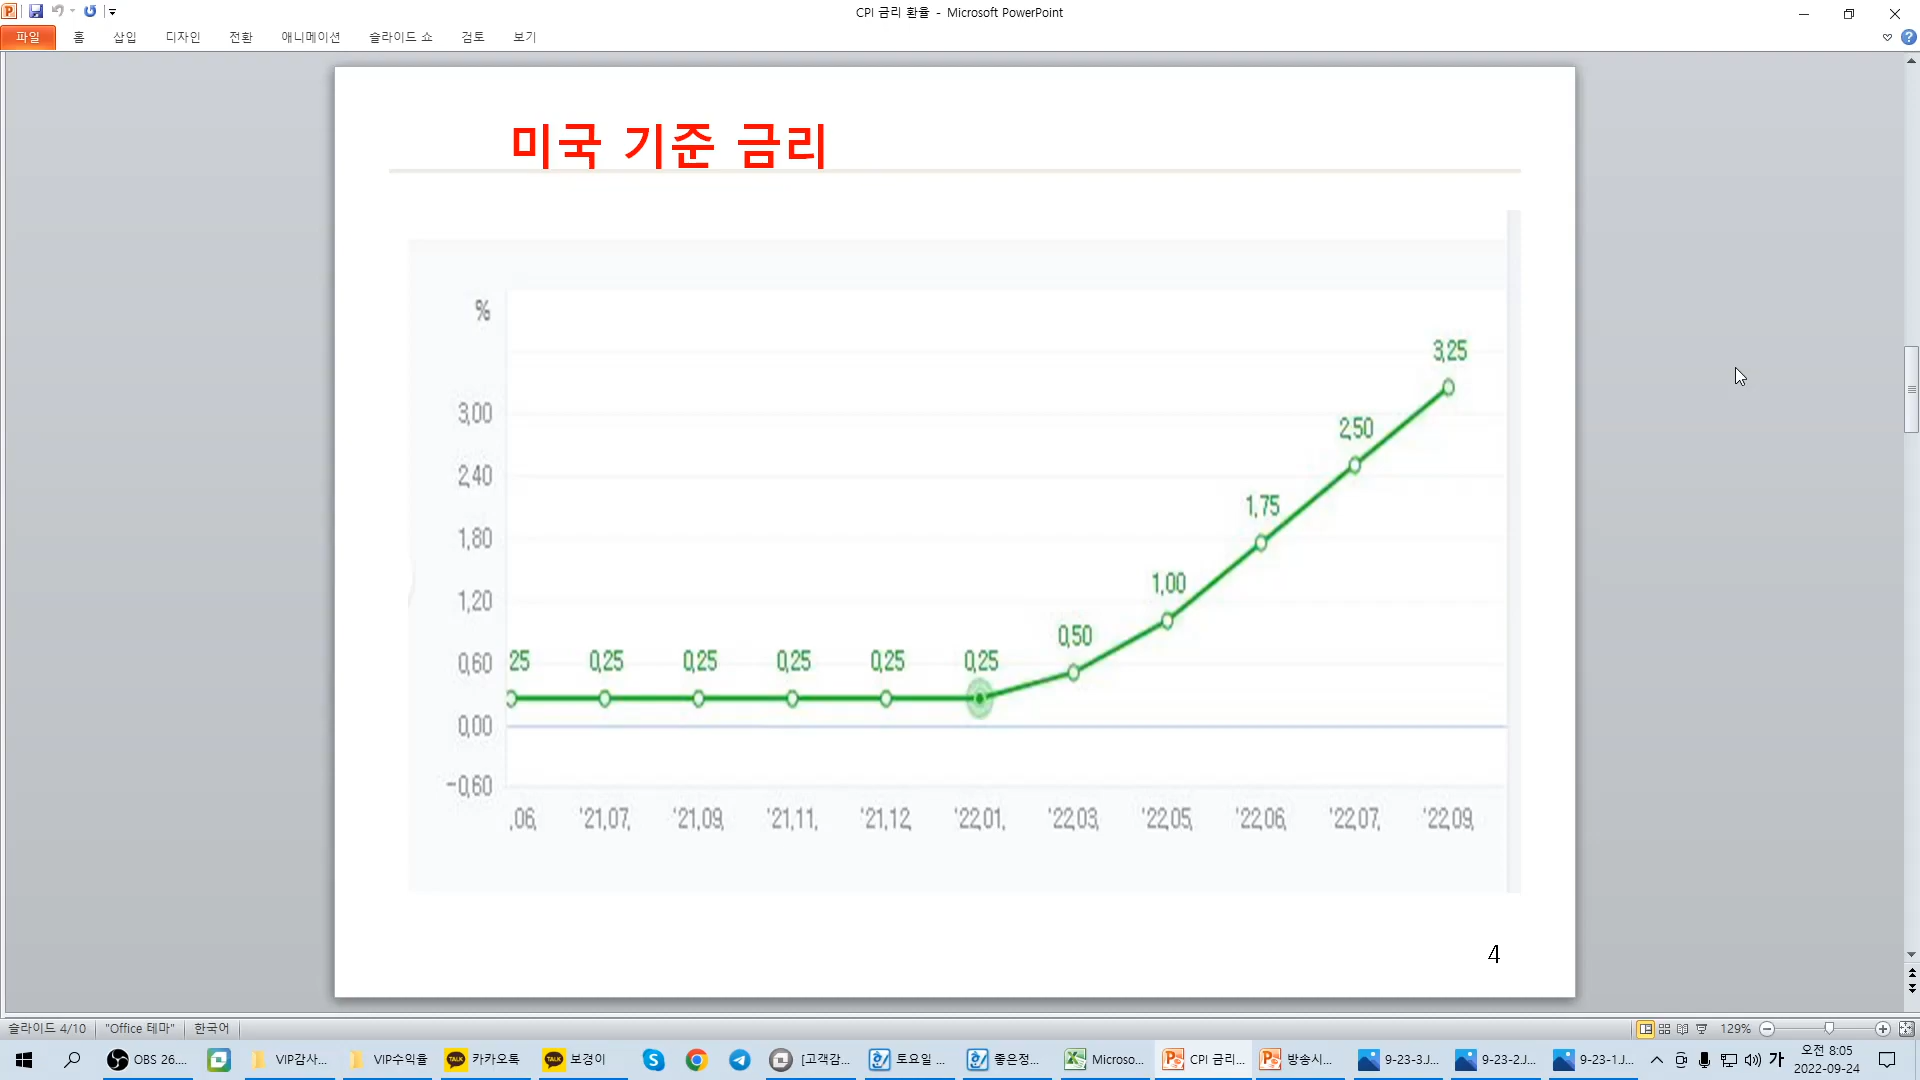 CPI 금리 환율 - Microsoft PowerPoint
파일 홈 삽입 디자인 전환 애니메이션 슬라이드 쇼 검토 보기
미국 기준 금리
%
3,25
3,00
2,50
2,40
1,75
1,80
1,00
1,20
0,50
0,60 25 0,25 0,25 0,25 0,25 0,25
0,00
-0,60
,06, '21,07, '21,09, '21,11, '21,12, '22,01, '22,03, '22,05, '22,06, '22,07, '22,09,
4
슬라이드 4/10 "Office 테마" 한국어 129%
OBS 26.... VIP감사... VIP수익율 TALK 카카오톡 TALK 보경이 [고객감... 토요일 ... 좋은정... Microso... CPI 금리... 방송시... 9-23-3.J... 9-23-2.J... 9-23-1.J... 가 오전 8:05
2022-09-24